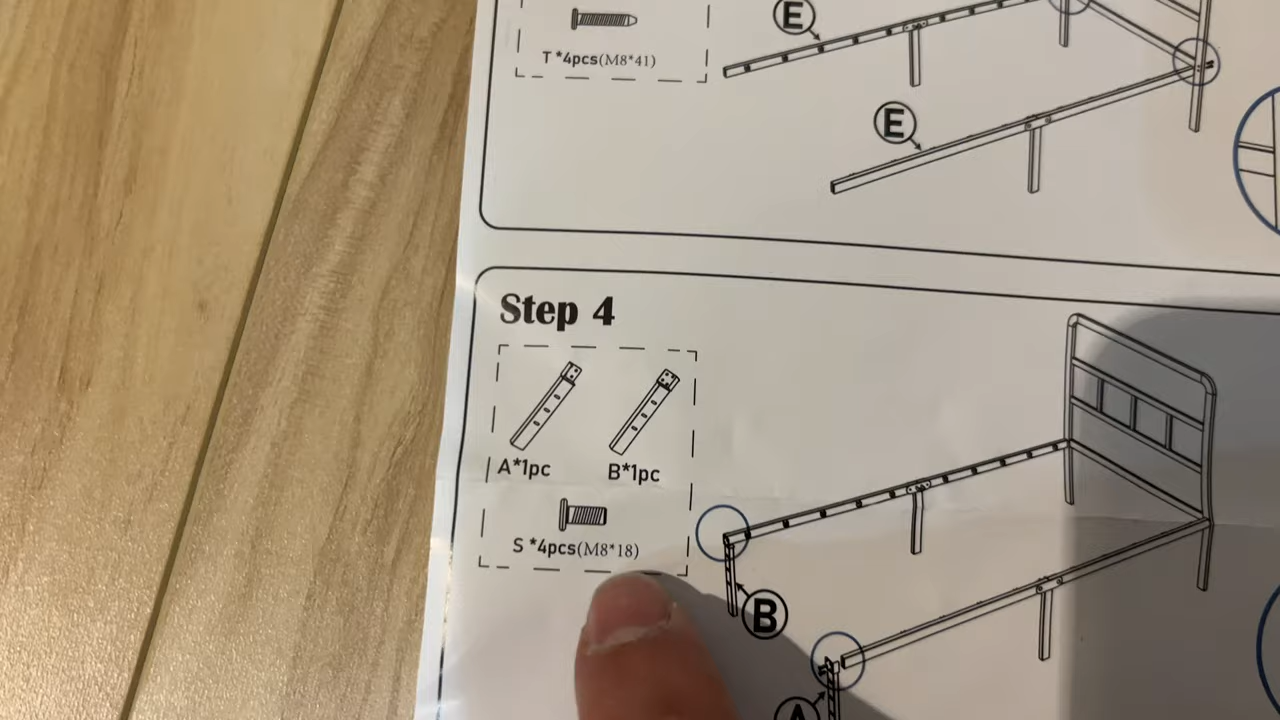 E
T *4pcs(M8*41)
E
Step 4
A*1pc
B*1pc
S *4pcs(M8*18)
B
A